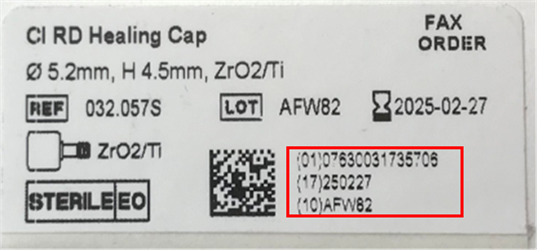 CI RD Healing Cap
FAX
ORDER
Ø 5.2mm, H 4.5mm, ZrO2/Ti
REF 032.057S LOT AFW82 2025-02-27
ZrO2/Ti
(01)07630031735706
(17)250227
(10)AFW82
STERILE EO